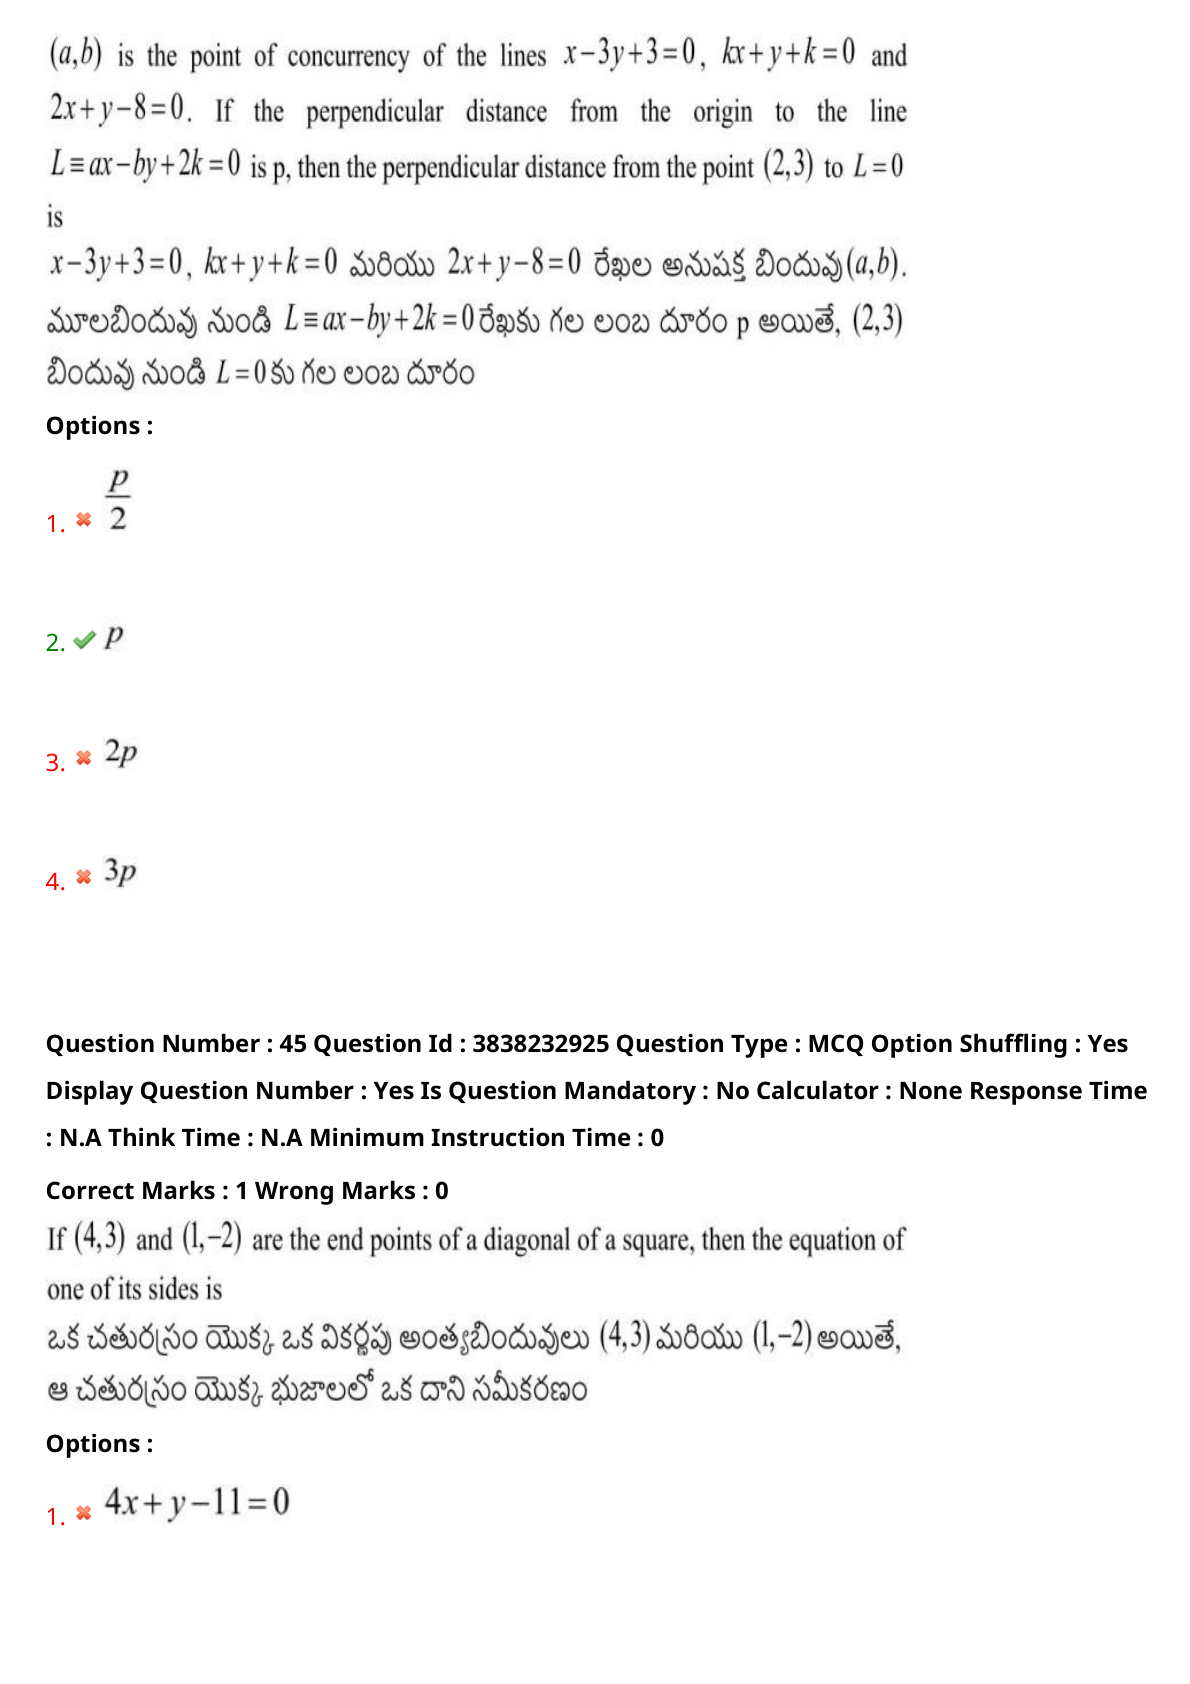 (a,b) is the point of concurrency of the lines x−3y+3=0, kx+y+k=0 and
2x+y−8=0. If the perpendicular distance from the origin to the line
L≡ax−by+2k=0 is p, then the perpendicular distance from the point (2,3) to L=0
is
x−3y+3=0, kx+y+k=0 మరియు 2x+y−8=0 రేఖల అనుషక్త బిందువు(a,b).
మూలబిందువు నుండి L≡ax−by+2k=0 రేఖకు గల లంబ దూరం p అయితే, (2,3)
బిందువు నుండి L=0 కు గల లంబ దూరం
Options :
1. p/2
2. p
3. 2p
4. 3p
Question Number : 45 Question Id : 3838232925 Question Type : MCQ Option Shuffling : Yes
Display Question Number : Yes Is Question Mandatory : No Calculator : None Response Time
: N.A Think Time : N.A Minimum Instruction Time : 0
Correct Marks : 1 Wrong Marks : 0
If (4,3) and (1,−2) are the end points of a diagonal of a square, then the equation of
one of its sides is
ఒక చతురస్రం యొక్క ఒక వికర్ణపు అంత్యబిందువులు (4,3) మరియు (1,−2) అయితే,
ఆ చతురస్రం యొక్క భుజాలలో ఒక దాని సమీకరణం
Options :
1. 4x+y−11=0